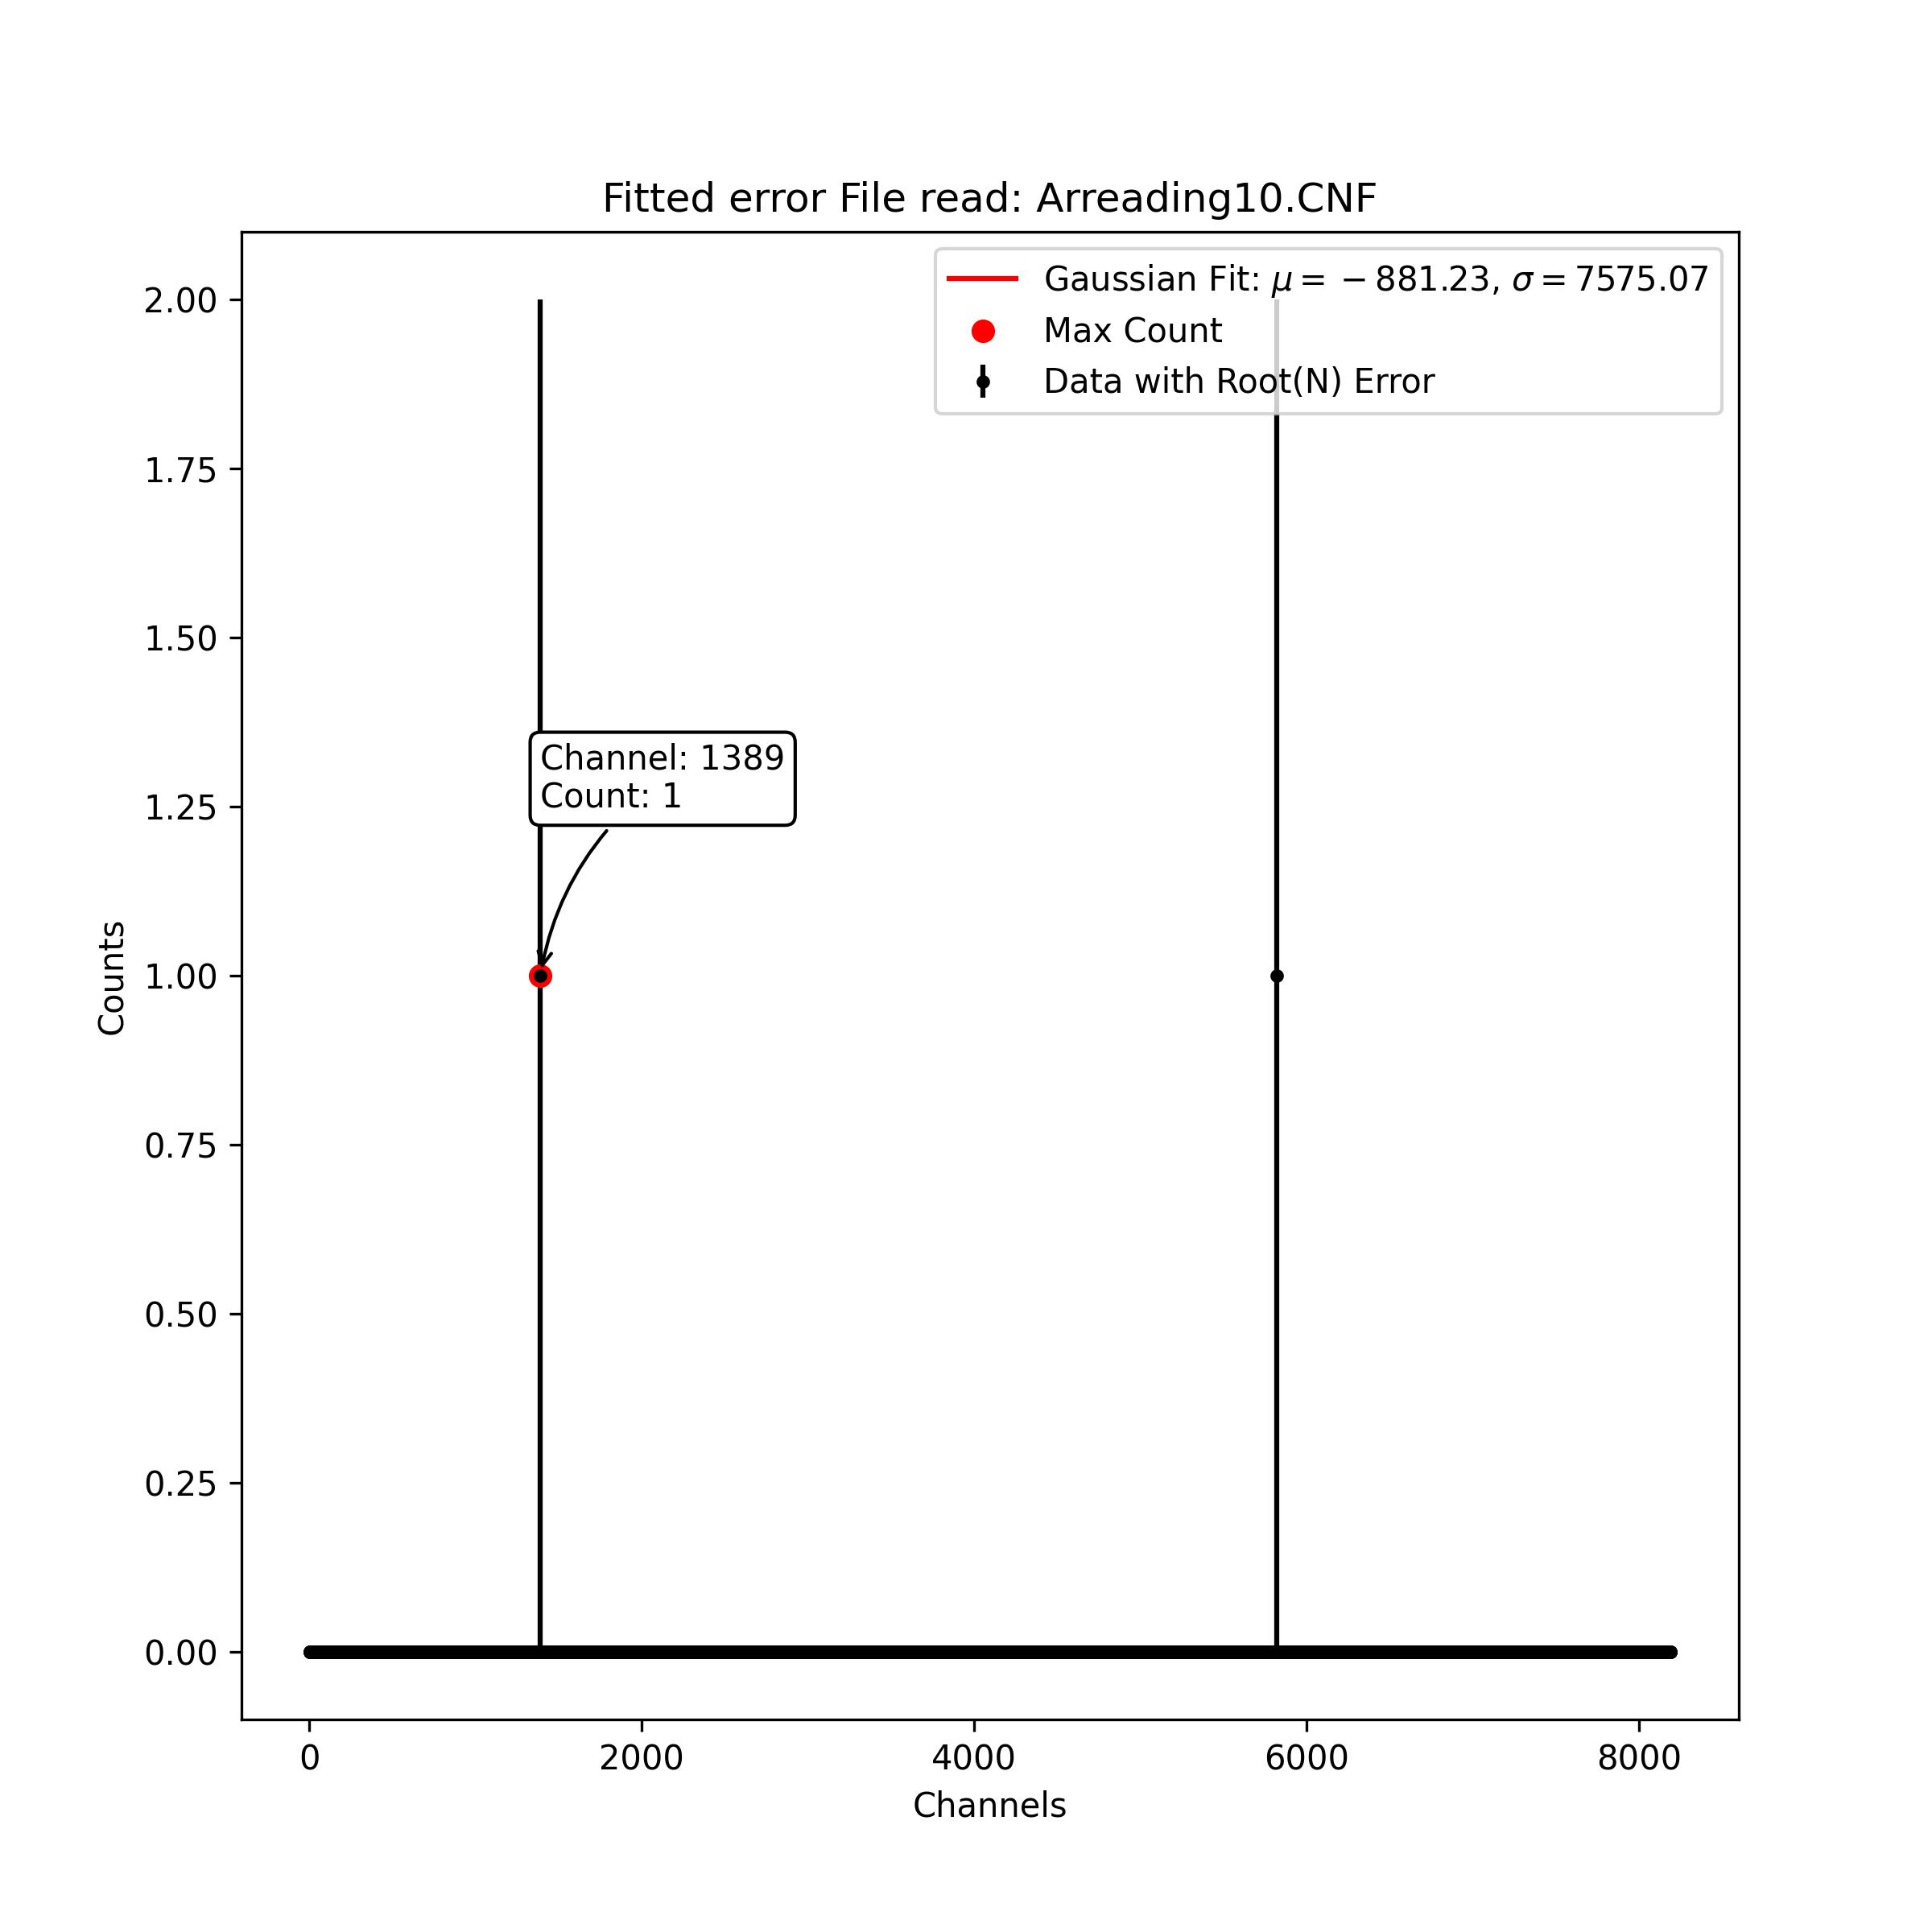 Fitted error File read: Arreading10.CNF
Gaussian Fit: μ = −881.23, σ = 7575.07
Max Count
Data with Root(N) Error
2.00
1.75
1.50
Channel: 1389
Count: 1
1.25
1.00
0.75
0.50
0.25
0.00
Counts
0 2000 4000 6000 8000
Channels